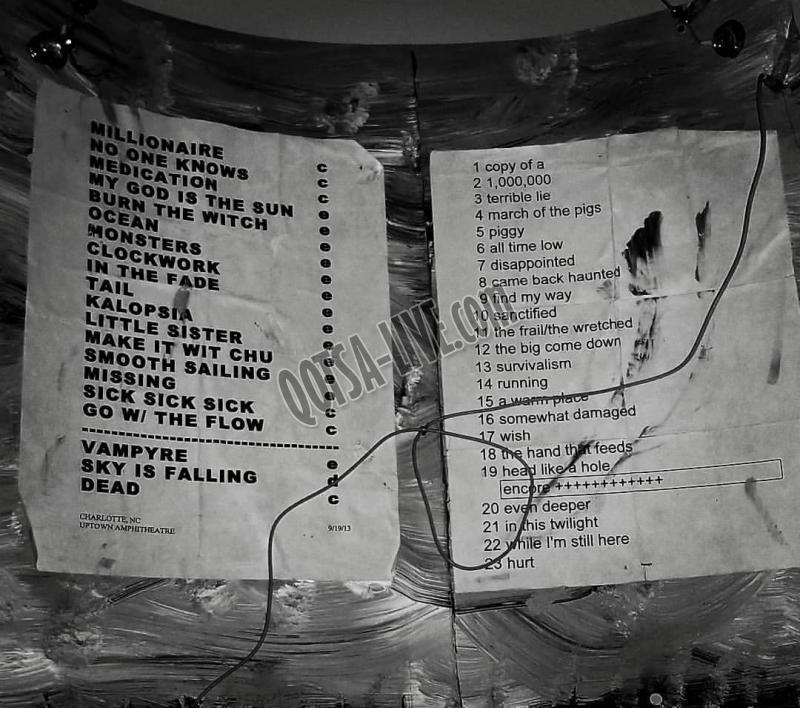 MILLIONAIRE c
NO ONE KNOWS c
MEDICATION c
MY GOD IS THE SUN e
BURN THE WITCH e
OCEAN e
MONSTERS e
CLOCKWORK e
IN THE FADE e
TAIL e
KALOPSIA e
LITTLE SISTER e
MAKE IT WIT CHU e
SMOOTH SAILING e
MISSING e
SICK SICK SICK c
GO W/ THE FLOW c
VAMPYRE e
SKY IS FALLING d
DEAD c
CHARLOTTE, NC
UPTOWN AMPHITHEATRE 9/19/13
1 copy of a
2 1,000,000
3 terrible lie
4 march of the pigs
5 piggy
6 all time low
7 disappointed
8 came back haunted
9 find my way
10 sanctified
11 the frail/the wretched
12 the big come down
13 survivalism
14 running
15 a warm place
16 somewhat damaged
17 wish
18 the hand that feeds
19 head like a hole
encore ++++++++++++
20 even deeper
21 in this twilight
22 while I'm still here
23 hurt
QOTSA-LIVE.com